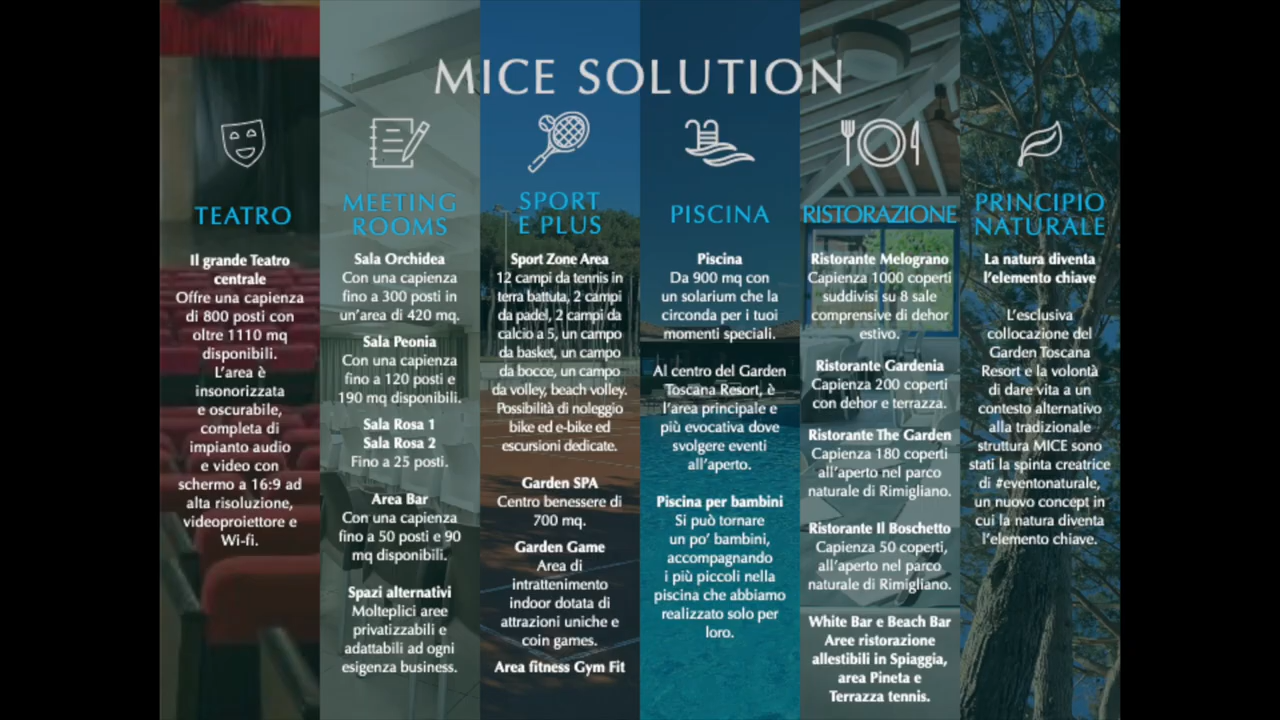 MICE SOLUTION
TEATRO
Il grande Teatro
centrale
Offre una capienza
di 800 posti con
oltre 1110 mq
disponibili.
L'area è
insonorizzata
e oscurabile,
completa di
impianto audio
e video con
schermo a 16:9 ad
alta risoluzione,
videoproiettore e
Wi-fi.
MEETING
ROOMS
Sala Orchidea
Con una capienza
fino a 300 posti in
un'area di 420 mq.
Sala Peonia
Con una capienza
fino a 120 posti e
190 mq disponibili.
Sala Rosa 1
Sala Rosa 2
Fino a 25 posti.
Area Bar
Con una capienza
fino a 50 posti e 90
mq disponibili.
Spazi alternativi
Molteplici aree
privatizzabili e
adattabili ad ogni
esigenza business.
SPORT
E PLUS
Sport Zone Area
12 campi da tennis in
terra battuta, 2 campi
da padel, 2 campi da
calcio a 5, un campo
da basket, un campo
da bocce, un campo
da volley, beach volley.
Possibilità di noleggio
bike ed e-bike ed
escursioni dedicate.
Garden SPA
Centro benessere di
700 mq.
Garden Game
Area di
intrattenimento
indoor dotata di
attrazioni uniche e
coin games.
Area fitness Gym Fit
PISCINA
Piscina
Da 900 mq con
un solarium che la
circonda per i tuoi
momenti speciali.
Al centro del Garden
Toscana Resort, è
l'area principale e
più evocativa dove
svolgere eventi
all'aperto.
Piscina per bambini
Si può tornare
un po' bambini,
accompagnando
i più piccoli nella
piscina che abbiamo
realizzato solo per
loro.
RISTORAZIONE
Ristorante Melograno
Capienza 1000 coperti
suddivisi su 8 sale
comprensive di dehor
estivo.
Ristorante Gardenia
Capienza 200 coperti
con dehor e terrazza.
Ristorante The Garden
Capienza 180 coperti
all'aperto nel parco
naturale di Rimigliano.
Ristorante Il Boschetto
Capienza 50 coperti,
all'aperto nel parco
naturale di Rimigliano.
White Bar e Beach Bar
Aree ristorazione
allestibili in Spiaggia,
area Pineta e
Terrazza tennis.
PRINCIPIO
NATURALE
La natura diventa
l'elemento chiave
L'esclusiva
collocazione del
Garden Toscana
Resort e la volontà
di dare vita a un
contesto alternativo
alla tradizionale
struttura MICE sono
stati la spinta creatrice
di #eventonaturale,
un nuovo concept in
cui la natura diventa
l'elemento chiave.